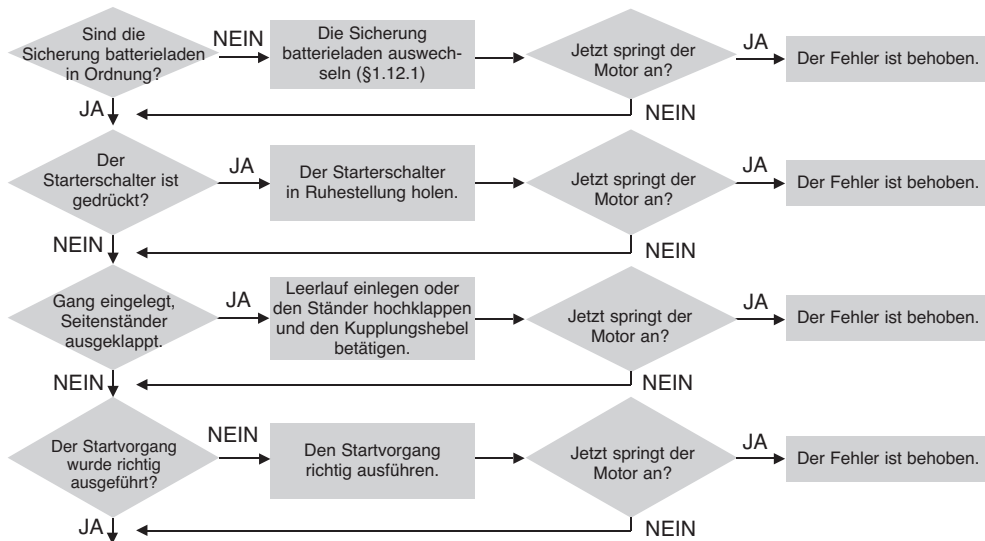 Sind die
Sicherung batterieladen
in Ordnung?
NEIN
Die Sicherung
batterieladen auswech-
seln (§1.12.1)
Jetzt springt der
Motor an?
JA
Der Fehler ist behoben.
JA
NEIN
Der
Starterschalter ist
gedrückt?
JA
Der Starterschalter
in Ruhestellung holen.
Jetzt springt der
Motor an?
JA
Der Fehler ist behoben.
NEIN
NEIN
Gang eingelegt,
Seitenständer
ausgeklappt.
JA
Leerlauf einlegen oder
den Ständer hochklappen
und den Kupplungshebel
betätigen.
Jetzt springt der
Motor an?
JA
Der Fehler ist behoben.
NEIN
NEIN
Der Startvorgang
wurde richtig
ausgeführt?
NEIN
Den Startvorgang
richtig ausführen.
Jetzt springt der
Motor an?
JA
Der Fehler ist behoben.
JA
NEIN